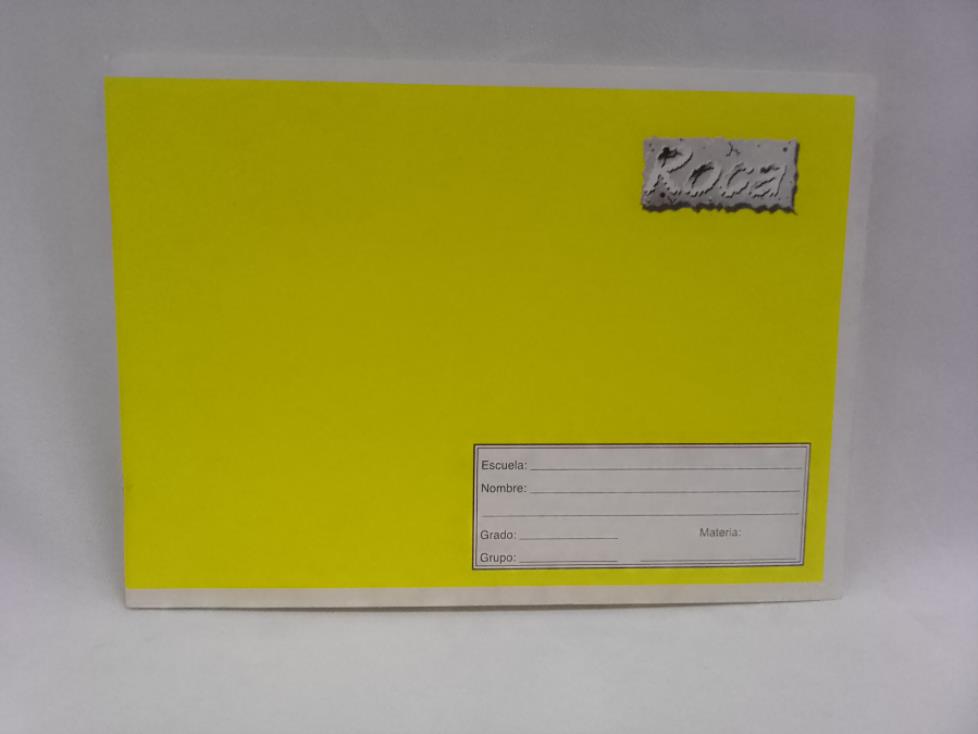 Roca
Escuela:
Nombre:
Grado: Materia:
Grupo: